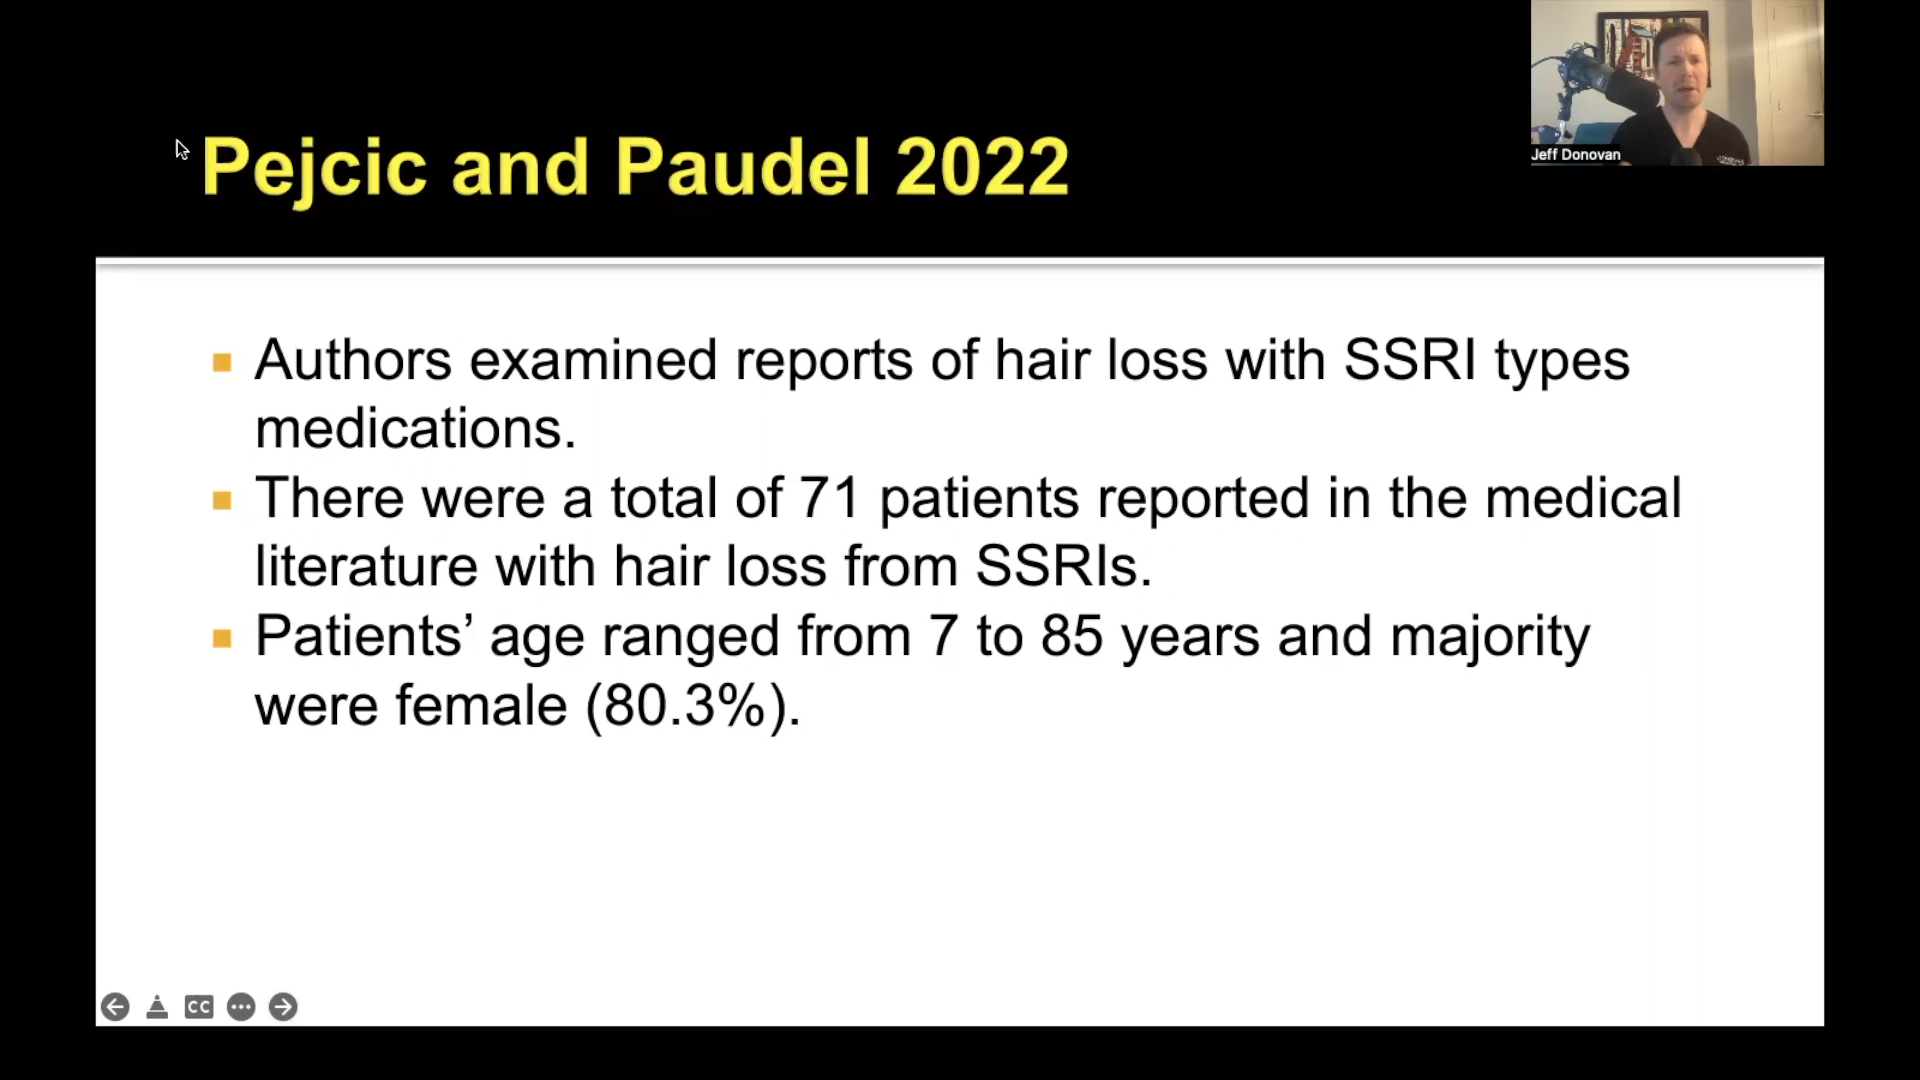 Jeff Donovan
Pejcic and Paudel 2022
Authors examined reports of hair loss with SSRI types
medications.
There were a total of 71 patients reported in the medical
literature with hair loss from SSRIs.
Patients’ age ranged from 7 to 85 years and majority
were female (80.3%).
CC